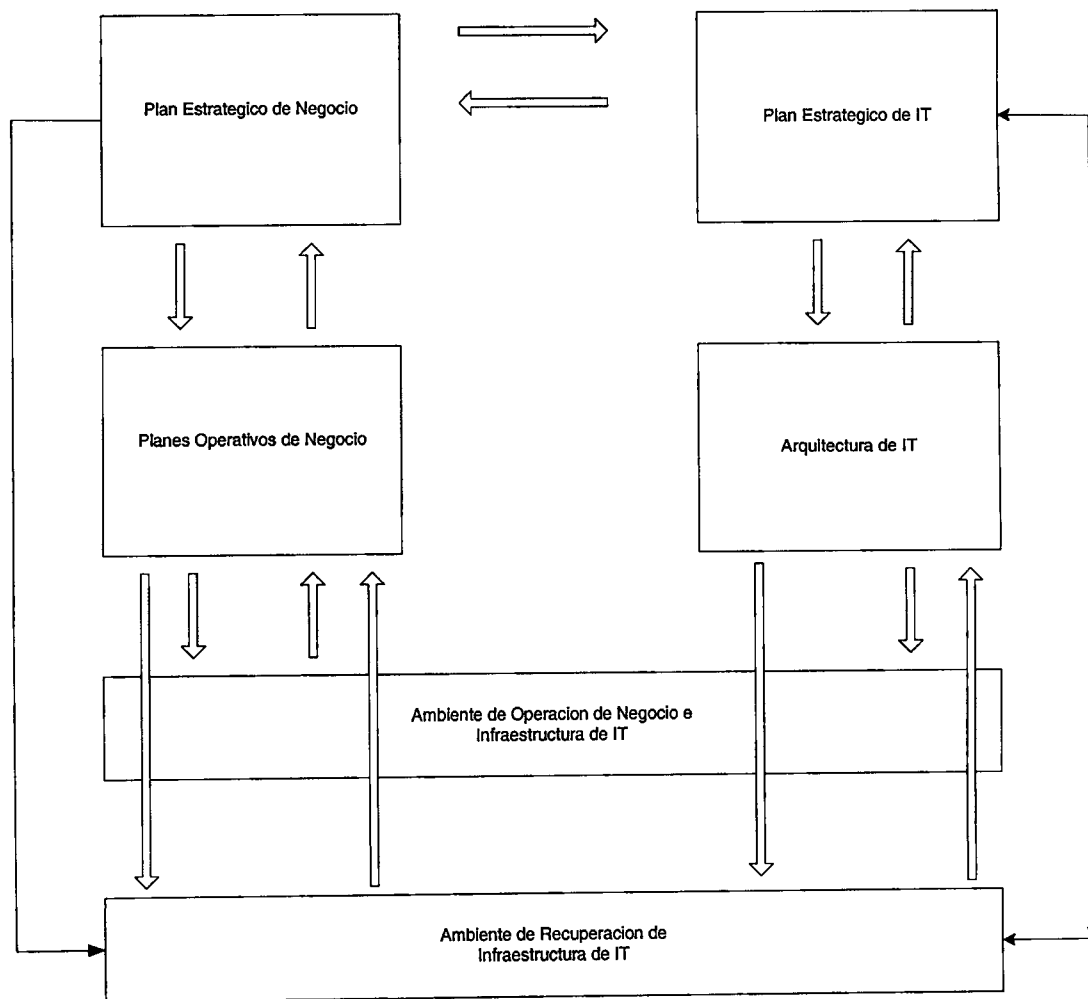 Plan Estrategico de Negocio
Plan Estrategico de IT
Planes Operativos de Negocio
Arquitectura de IT
Ambiente de Operacion de Negocio e
Infraestructura de IT
Ambiente de Recuperacion de
Infraestructura de IT